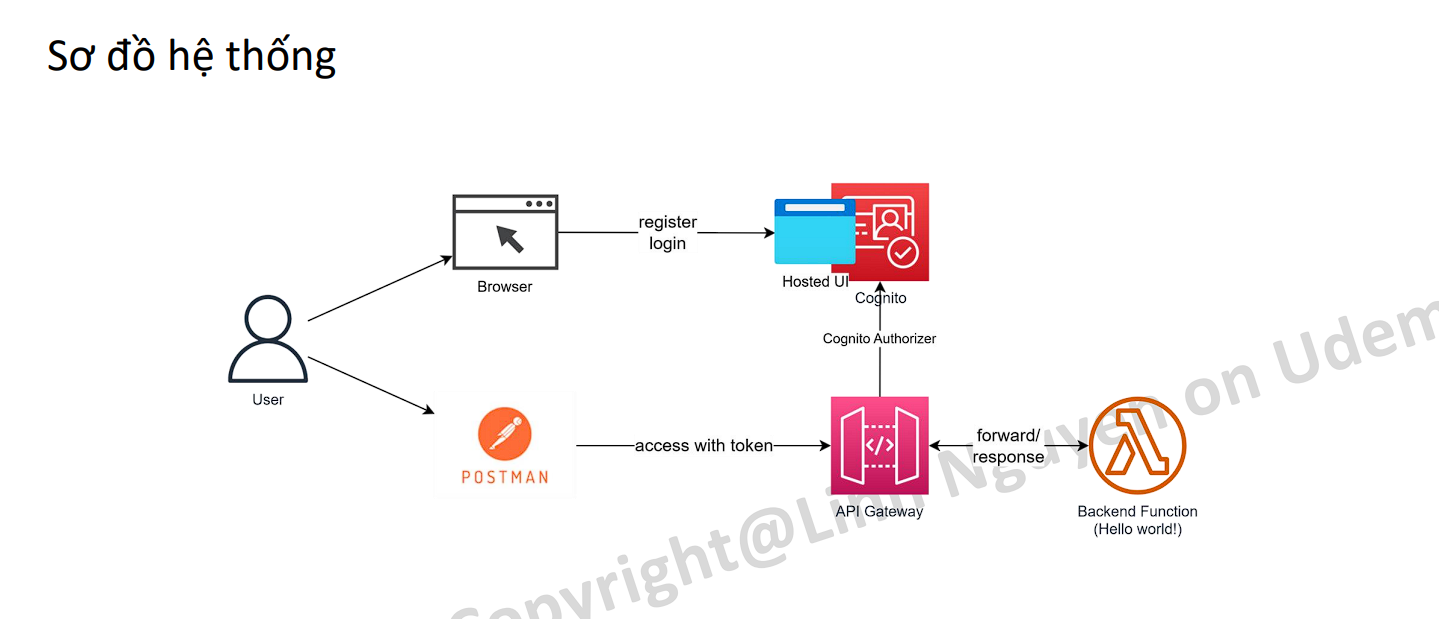 Sơ đồ hệ thống
register
login
Browser
Hosted UI
Cognito
Cognito Authorizer
User
POSTMAN
access with token
forward/
response
API Gateway
Backend Function
(Hello world!)
Copyright@Linh Nguyen on Udem